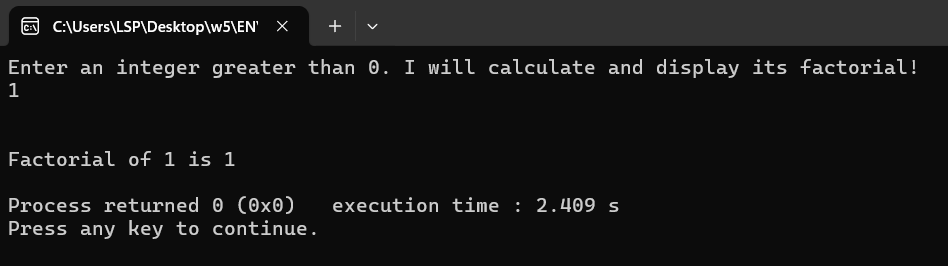 C:\Users\LSP\Desktop\w5\EN'
Enter an integer greater than 0. I will calculate and display its factorial!
1
Factorial of 1 is 1
Process returned 0 (0x0)   execution time : 2.409 s
Press any key to continue.